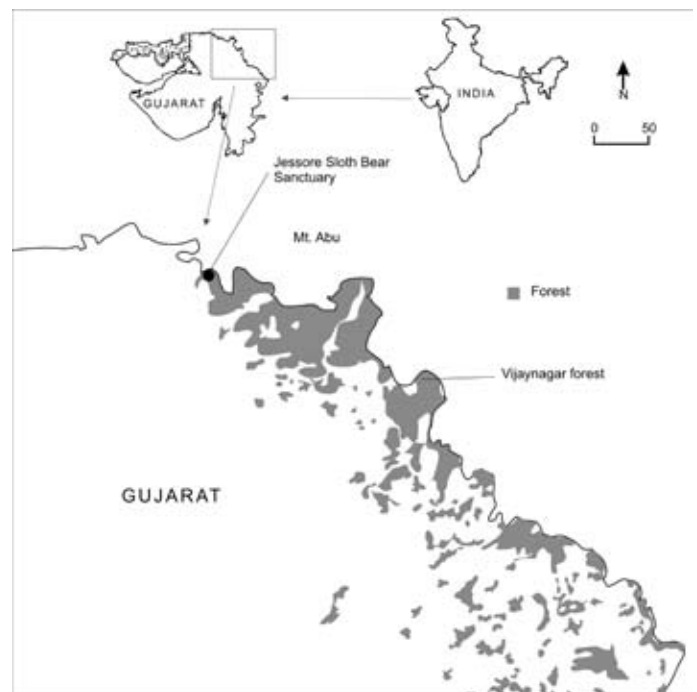 GUJARAT
INDIA
N
0 50
Jessore Sloth Bear
Sanctuary
Mt. Abu
Forest
Vijaynagar forest
GUJARAT